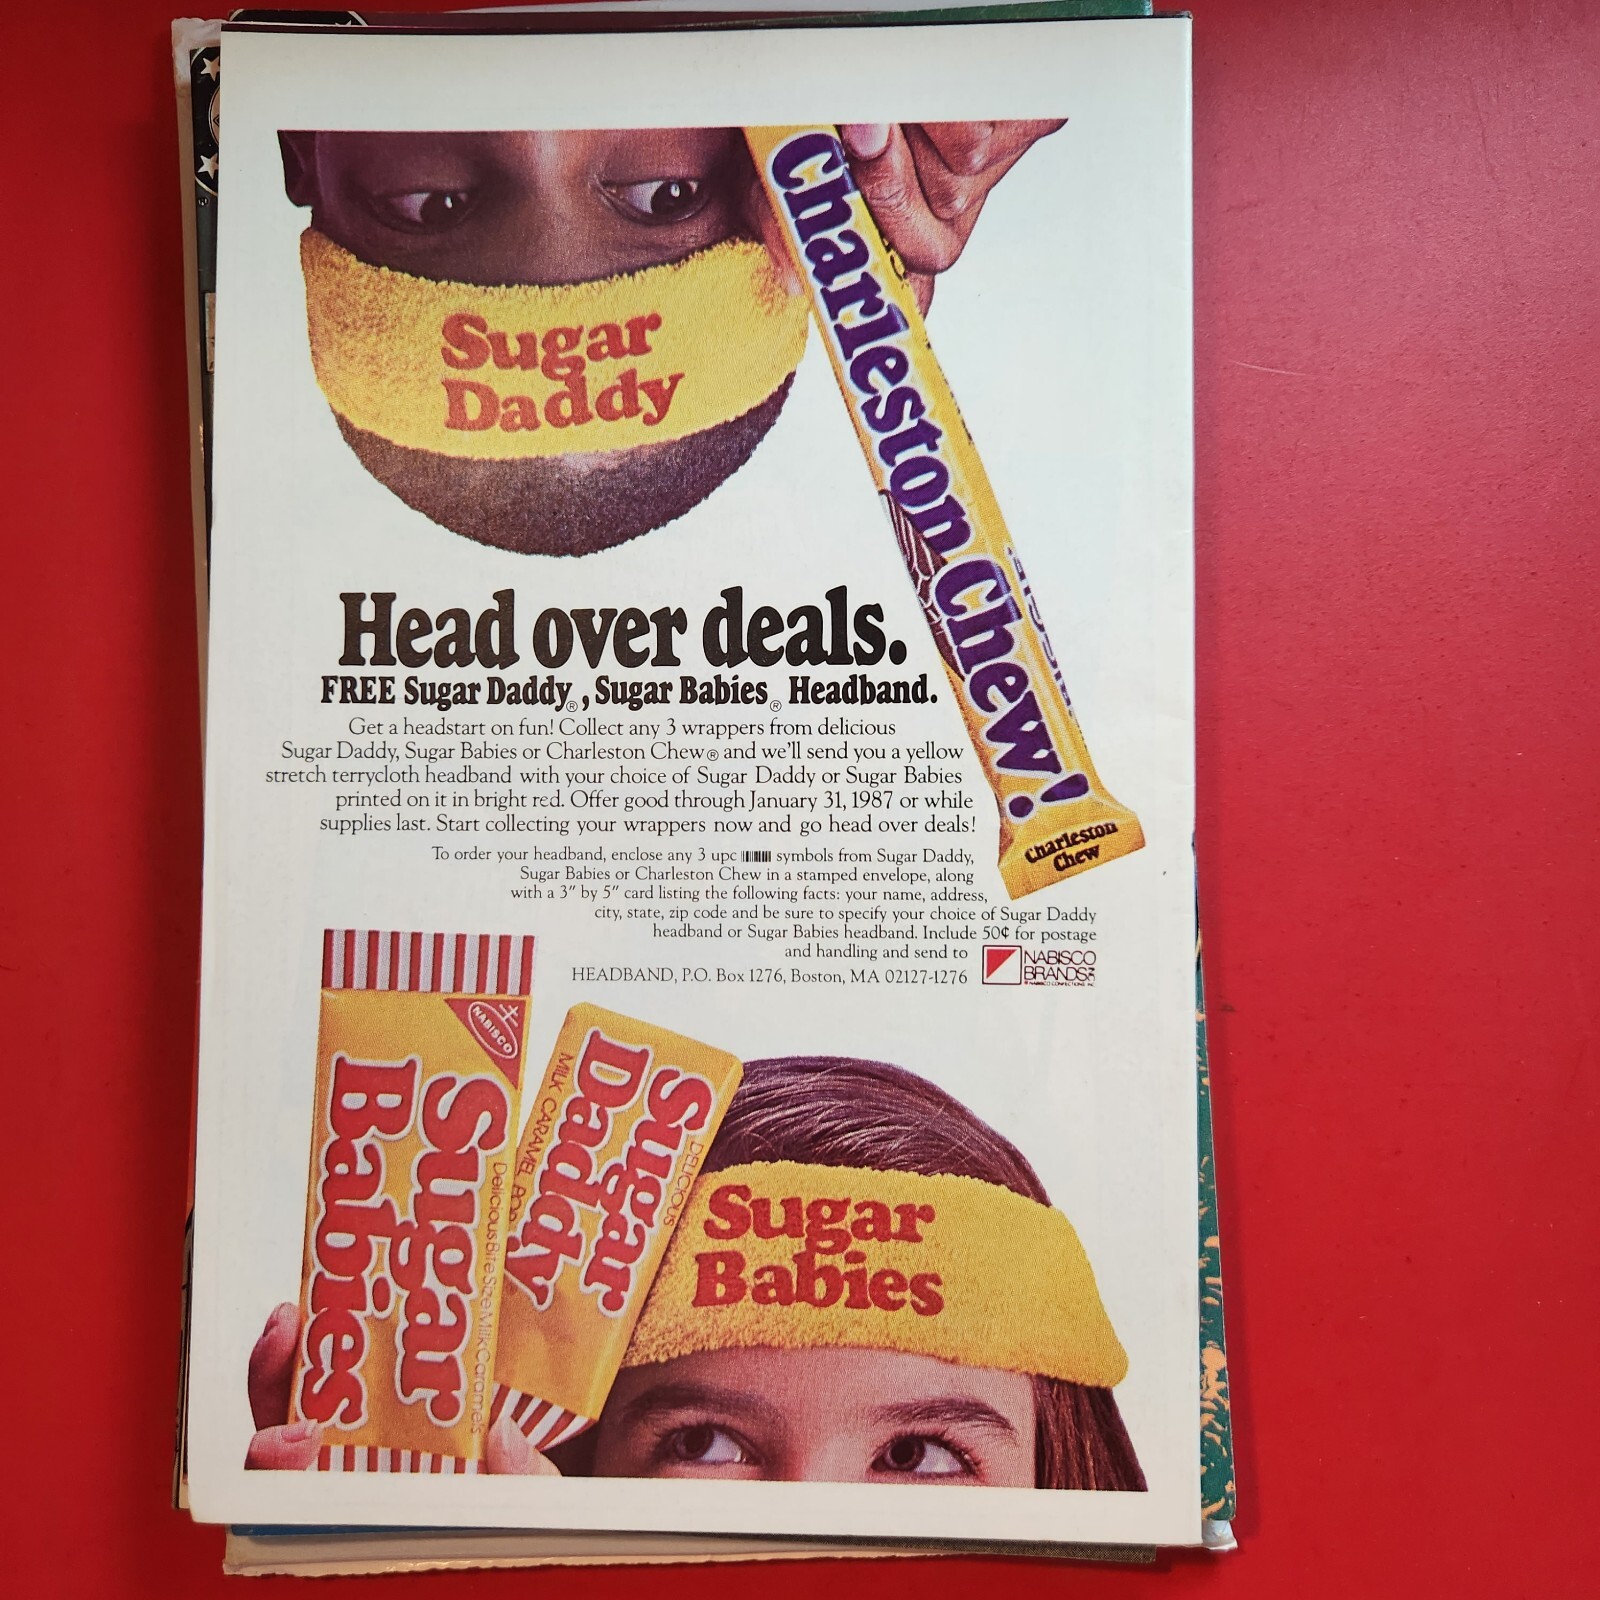 Sugar
Daddy
Charleston Chew!
Charleston
Chew
Head over deals.
FREE Sugar Daddy®, Sugar Babies® Headband.
Get a headstart on fun! Collect any 3 wrappers from delicious
Sugar Daddy, Sugar Babies or Charleston Chew® and we'll send you a yellow
stretch terrycloth headband with your choice of Sugar Daddy or Sugar Babies
printed on it in bright red. Offer good through January 31, 1987 or while
supplies last. Start collecting your wrappers now and go head over deals!
To order your headband, enclose any 3 upc symbols from Sugar Daddy,
Sugar Babies or Charleston Chew in a stamped envelope, along
with a 3″ by 5″ card listing the following facts: your name, address,
city, state, zip code and be sure to specify your choice of Sugar Daddy
headband or Sugar Babies headband. Include 50¢ for postage
and handling and send to
HEADBAND, P.O. Box 1276, Boston, MA 02127-1276
NABISCO
BRANDS INC
NABISCO CONFECTIONS, INC.
NABISCO
Sugar
Babies
Delicious Bite Size Milk Caramels
DELICIOUS
Sugar
Daddy
MILK CARAMEL POP
Sugar
Babies